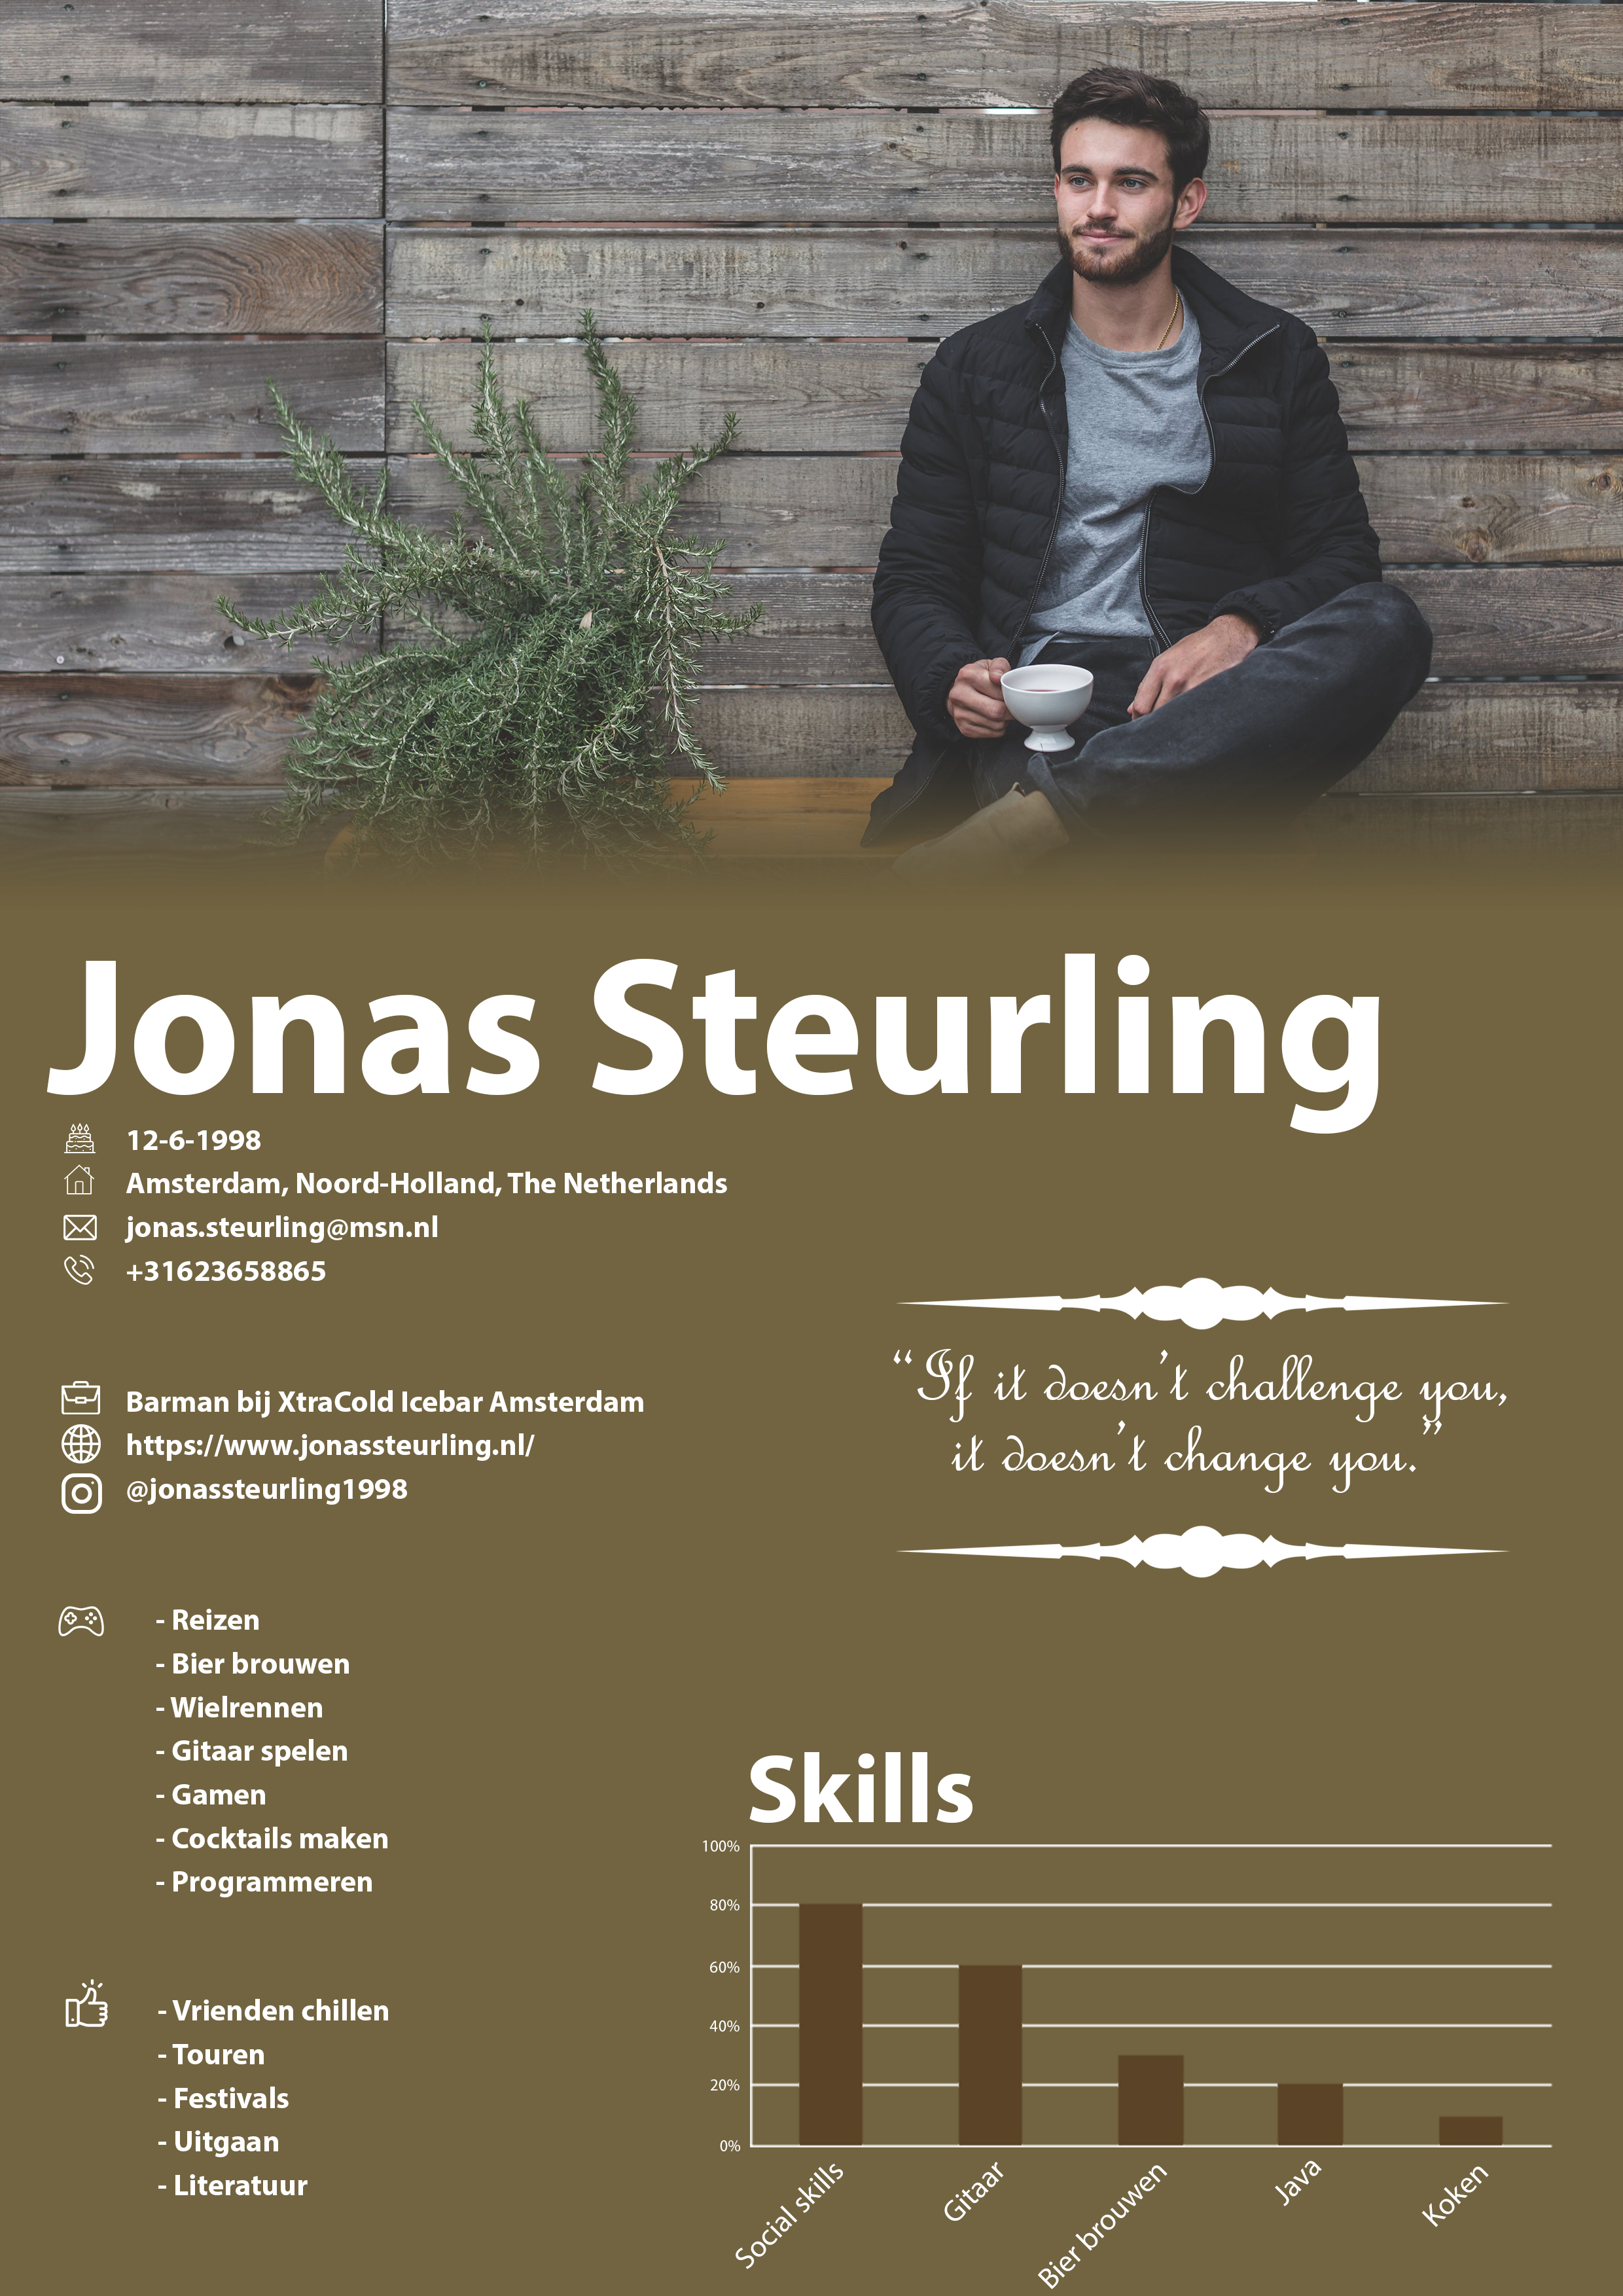 Jonas Steurling
12-6-1998
Amsterdam, Noord-Holland, The Netherlands
jonas.steurling@msn.nl
+31623658865
Barman bij XtraCold Icebar Amsterdam
https://www.jonassteurling.nl/
@jonassteurling1998
“If it doesn’t challenge you,
it doesn’t change you.”
- Reizen
- Bier brouwen
- Wielrennen
- Gitaar spelen
- Gamen
- Cocktails maken
- Programmeren
- Vrienden chillen
- Touren
- Festivals
- Uitgaan
- Literatuur
Skills
100%
80%
60%
40%
20%
0%
Social skills
Gitaar
Bier brouwen
Java
Koken